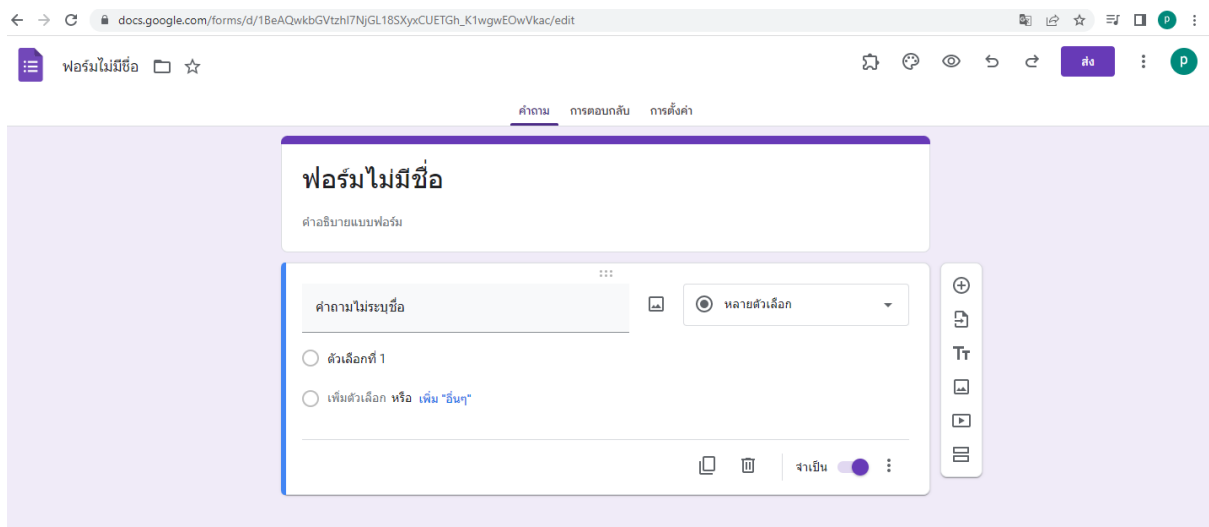 docs.google.com/forms/d/1BeAQwkbGVtzhI7NjGL18SXyxCUETGh_K1wgwEOwVkac/edit
P
ฟอร์มไม่มีชื่อ
ส่ง
P
คำถาม การตอบกลับ การตั้งค่า
ฟอร์มไม่มีชื่อ
คำอธิบายแบบฟอร์ม
คำถามไม่ระบุชื่อ
หลายตัวเลือก
ตัวเลือกที่ 1
เพิ่มตัวเลือก หรือ เพิ่ม "อื่นๆ"
จำเป็น